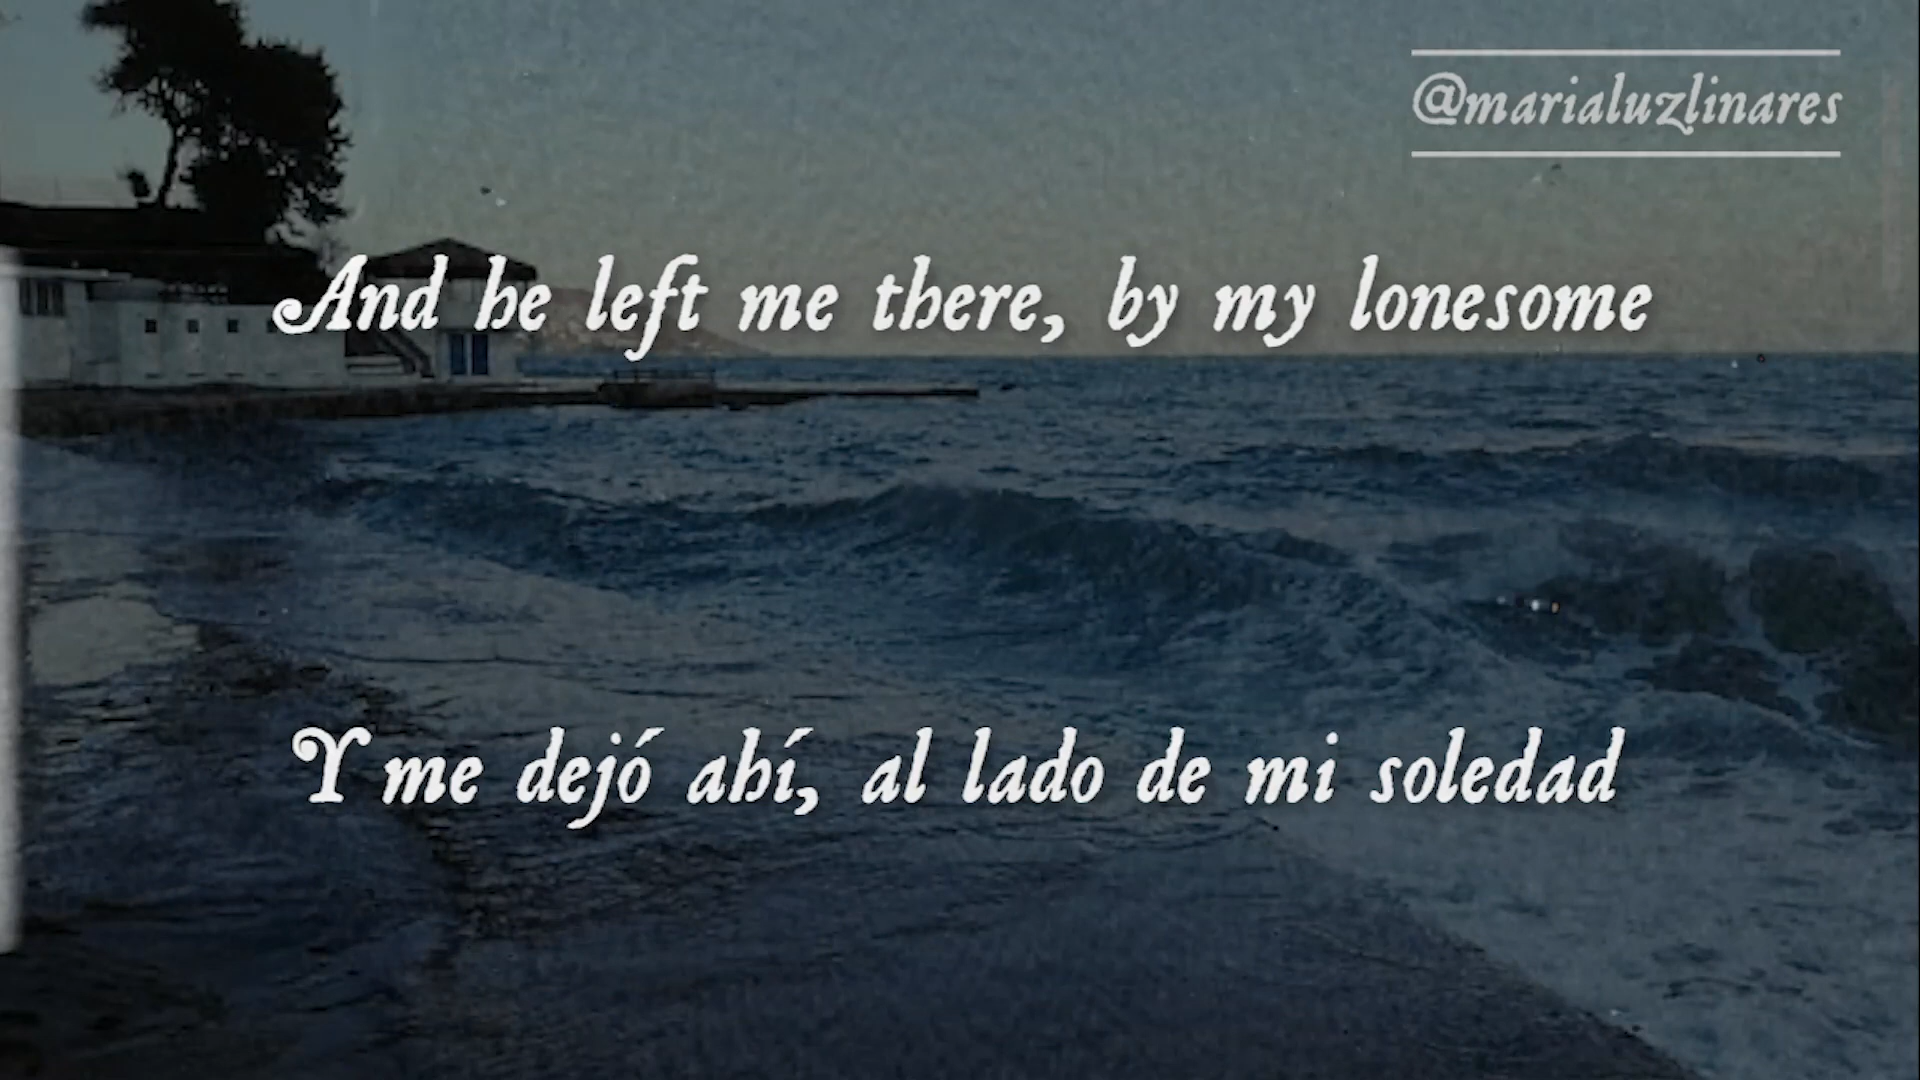 @marialuzlinares
And he left me there, by my lonesome
Y me dejó ahí, al lado de mi soledad